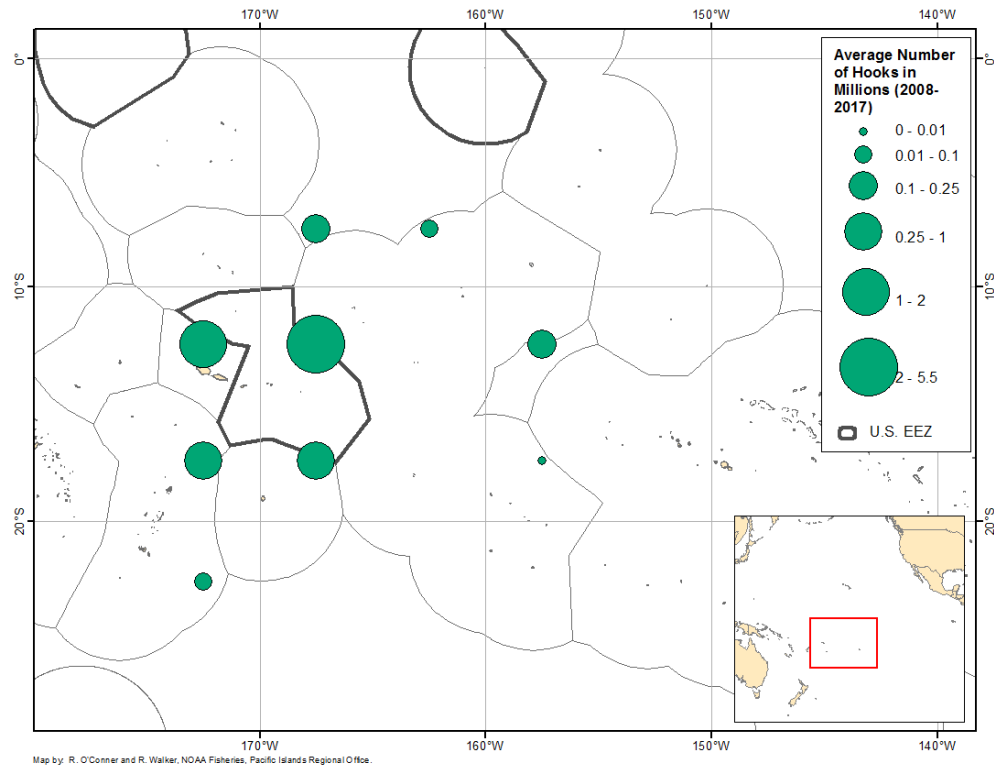 170°W 160°W 150°W 140°W
0° 0°
10°S 10°S
20°S 20°S
Average Number
of Hooks in
Millions (2008-
2017)
0 - 0.01
0.01 - 0.1
0.1 - 0.25
0.25 - 1
1 - 2
2 - 5.5
U.S. EEZ
170°W 160°W 150°W 140°W
Map by: R. O'Conner and R. Walker, NOAA Fisheries, Pacific Islands Regional Office.